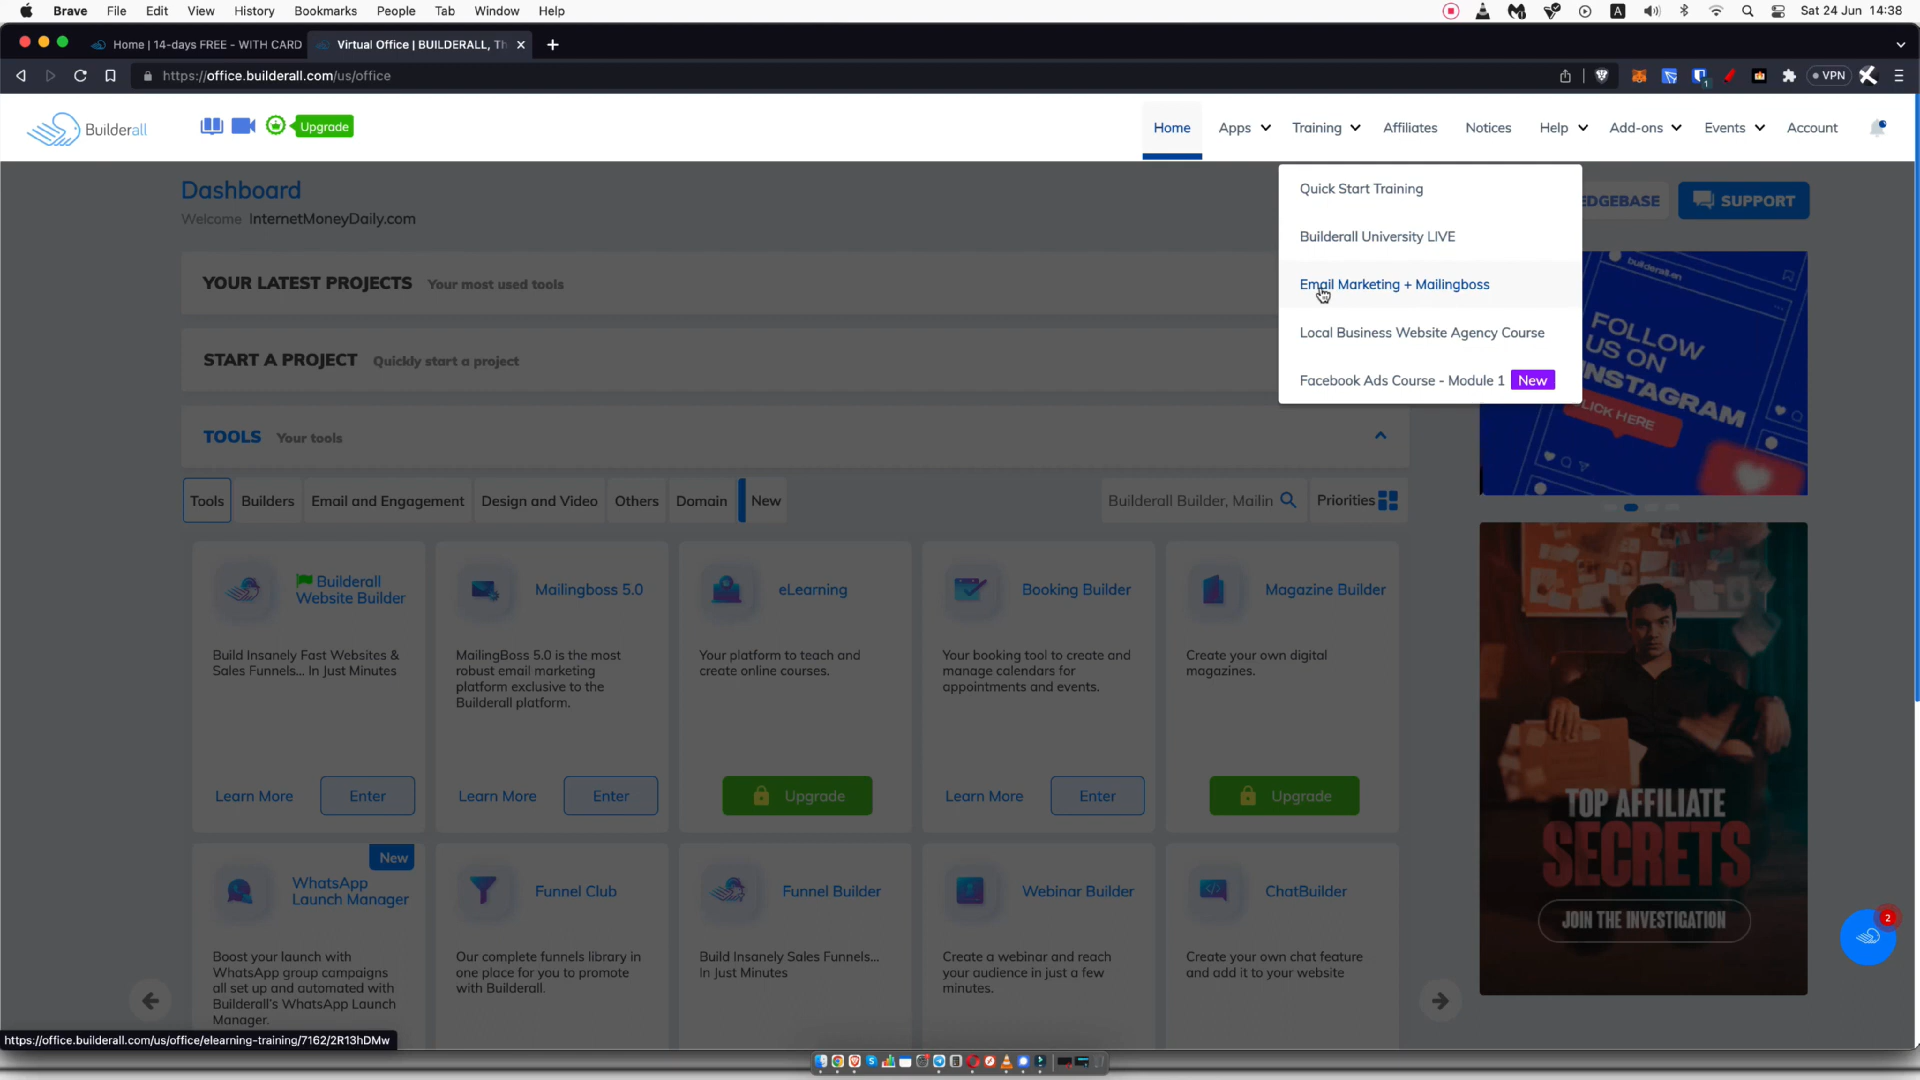 Brave File Edit View History Bookmarks People Tab Window Help
A Sat 24 Jun 14:38
Home | 14-days FREE - WITH CARD
Virtual Office | BUILDERALL, Th
https://office.builderall.com/us/office
1
VPN
Builderall
Upgrade
Home Apps Training Affiliates Notices Help Add-ons Events Account
Dashboard
Welcome InternetMoneyDaily.com
Quick Start Training
Builderall University LIVE
Email Marketing + Mailingboss
Local Business Website Agency Course
Facebook Ads Course - Module 1 New
EDGEBASE
SUPPORT
YOUR LATEST PROJECTS Your most used tools
START A PROJECT Quickly start a project
TOOLS Your tools
Tools Builders Email and Engagement Design and Video Others Domain New
Builderall Builder, Mailin
Priorities
Builderall
Website Builder
Build Insanely Fast Websites &
Sales Funnels... In Just Minutes
Learn More Enter
Mailingboss 5.0
MailingBoss 5.0 is the most
robust email marketing
platform exclusive to the
Builderall platform.
Learn More Enter
eLearning
Your platform to teach and
create online courses.
Upgrade
Booking Builder
Your booking tool to create and
manage calendars for
appointments and events.
Learn More Enter
Magazine Builder
Create your own digital
magazines.
Upgrade
New
WhatsApp
Launch Manager
Boost your launch with
WhatsApp group campaigns
all set up and automated with
Builderall's WhatsApp Launch
Manager.
Funnel Club
Our complete funnels library in
one place for you to promote
with Builderall.
Funnel Builder
Build Insanely Sales Funnels...
In Just Minutes
Webinar Builder
Create a webinar and reach
your audience in just a few
minutes.
ChatBuilder
Create your own chat feature
and add it to your website
builderall.en
FOLLOW
US ON
INSTAGRAM
CLICK HERE
TOP AFFILIATE
SECRETS
JOIN THE INVESTIGATION
2
https://office.builderall.com/us/office/elearning-training/7162/2R13hDMw